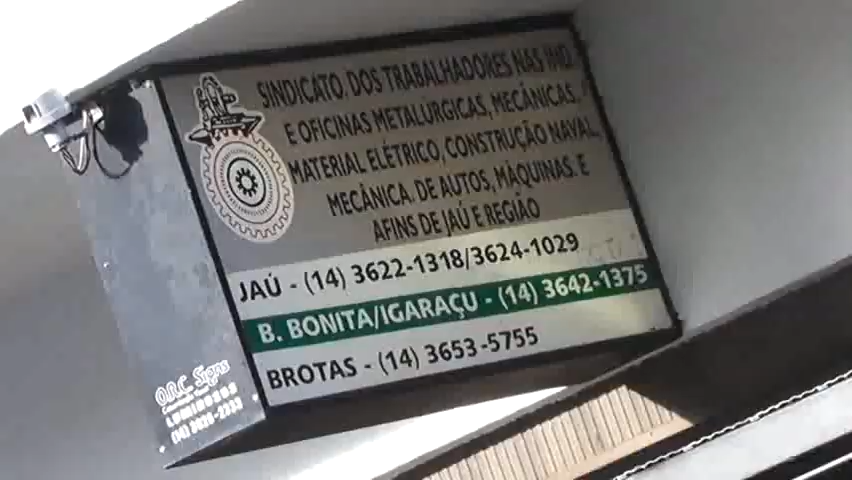 SINDICATO. DOS TRABALHADORES NAS IND.
E OFICINAS METALÚRGICAS, MECÂNICAS.
MATERIAL ELÉTRICO, CONSTRUÇÃO NAVAL,
MECÂNICA. DE AUTOS, MÁQUINAS. E
AFINS DE JAÚ E REGIÃO
JAÚ - (14) 3622-1318/3624-1029
B. BONITA/IGARAÇU - (14) 3642-1375
BROTAS - (14) 3653-5755
O.R.C. Signs
LUMINOSOS